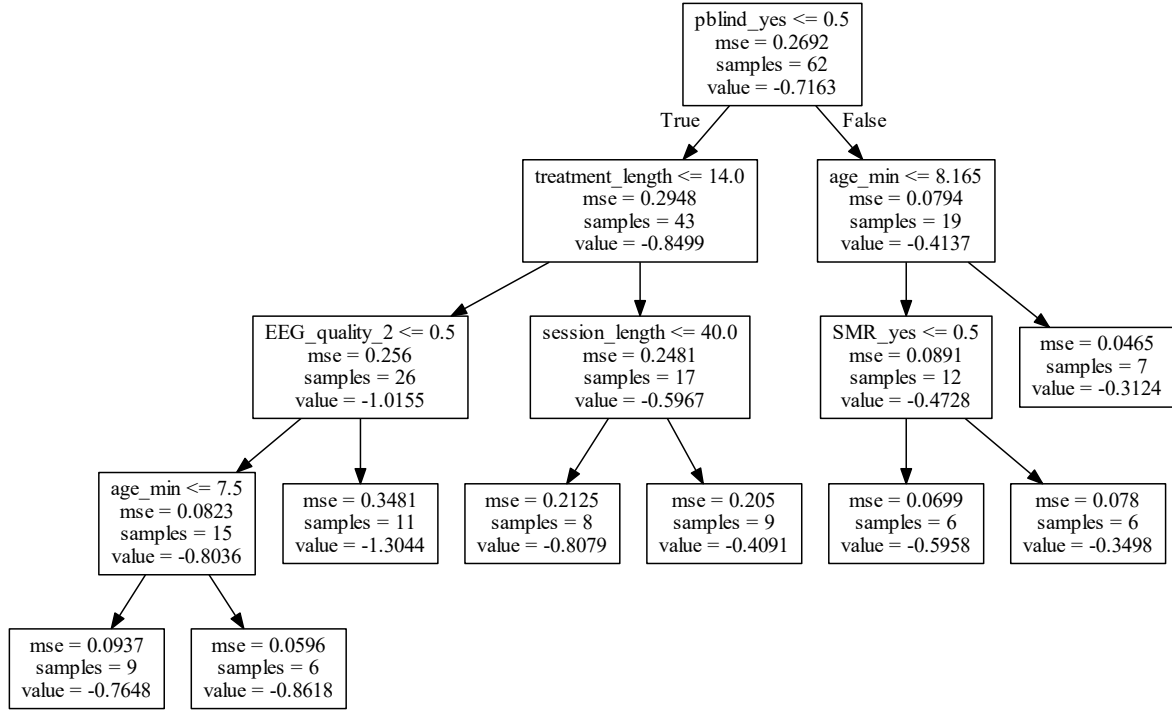 pblind_yes <= 0.5
mse = 0.2692
samples = 62
value = -0.7163
True
False
treatment_length <= 14.0
mse = 0.2948
samples = 43
value = -0.8499
age_min <= 8.165
mse = 0.0794
samples = 19
value = -0.4137
EEG_quality_2 <= 0.5
mse = 0.256
samples = 26
value = -1.0155
session_length <= 40.0
mse = 0.2481
samples = 17
value = -0.5967
SMR_yes <= 0.5
mse = 0.0891
samples = 12
value = -0.4728
mse = 0.0465
samples = 7
value = -0.3124
age_min <= 7.5
mse = 0.0823
samples = 15
value = -0.8036
mse = 0.3481
samples = 11
value = -1.3044
mse = 0.2125
samples = 8
value = -0.8079
mse = 0.205
samples = 9
value = -0.4091
mse = 0.0699
samples = 6
value = -0.5958
mse = 0.078
samples = 6
value = -0.3498
mse = 0.0937
samples = 9
value = -0.7648
mse = 0.0596
samples = 6
value = -0.8618